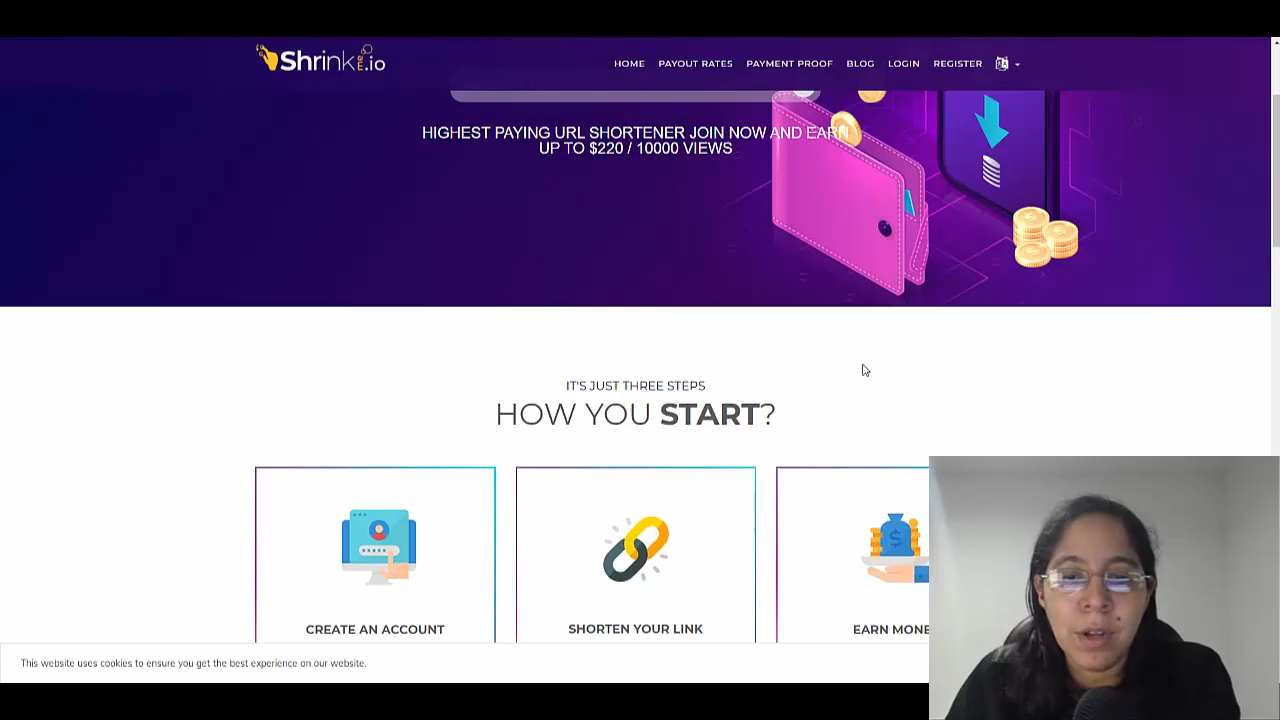 Shrinkme.io
HOME PAYOUT RATES PAYMENT PROOF BLOG LOGIN REGISTER
HIGHEST PAYING URL SHORTENER JOIN NOW AND EARN
UP TO $220 / 10000 VIEWS
IT'S JUST THREE STEPS
HOW YOU START?
CREATE AN ACCOUNT
SHORTEN YOUR LINK
EARN MONE
This website uses cookies to ensure you get the best experience on our website.